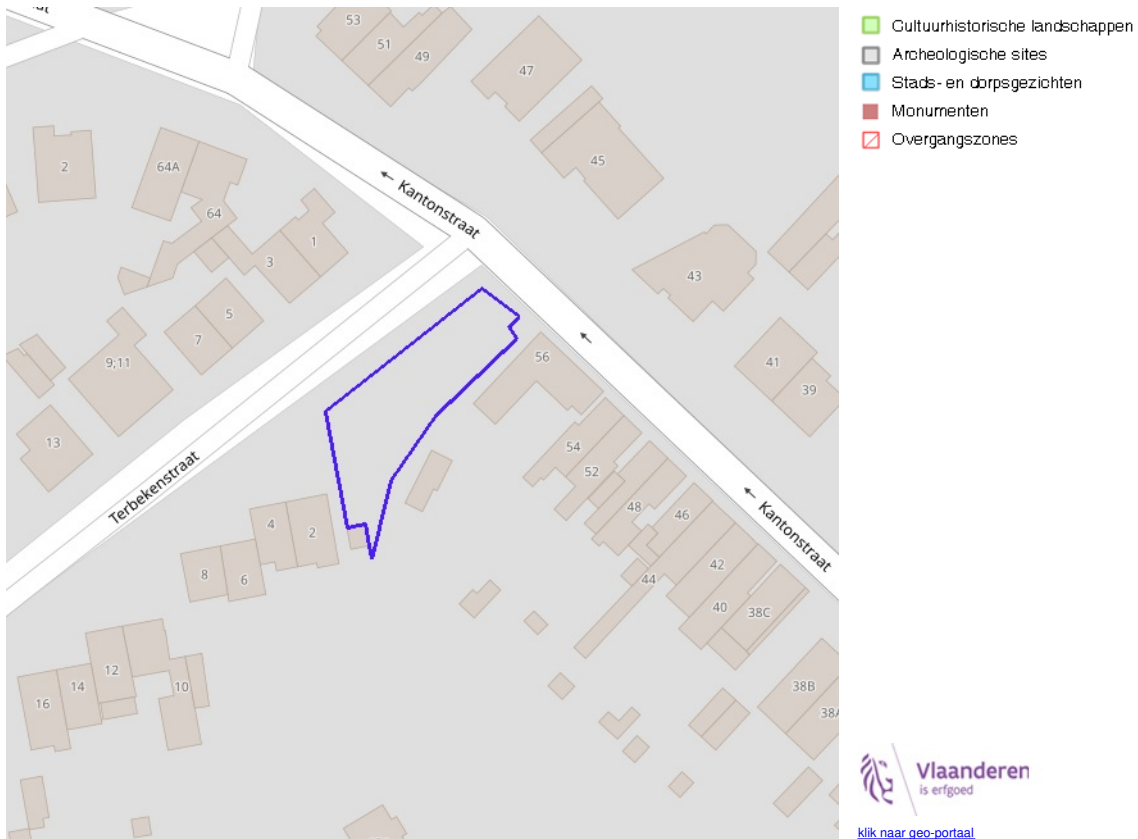 53
51
49
47
45
2
64A
64
Kantonstraat
1
3
5
7
9;11
43
41
39
56
13
54
52
Terbekenstraat
48
46
Kantonstraat
4
2
8
6
42
44
40
38C
12
14
10
16
38B
38A
Cultuurhistorische landschappen
Archeologische sites
Stads- en dorpsgezichten
Monumenten
Overgangszones
Vlaanderen
is erfgoed
klik naar geo-portaal